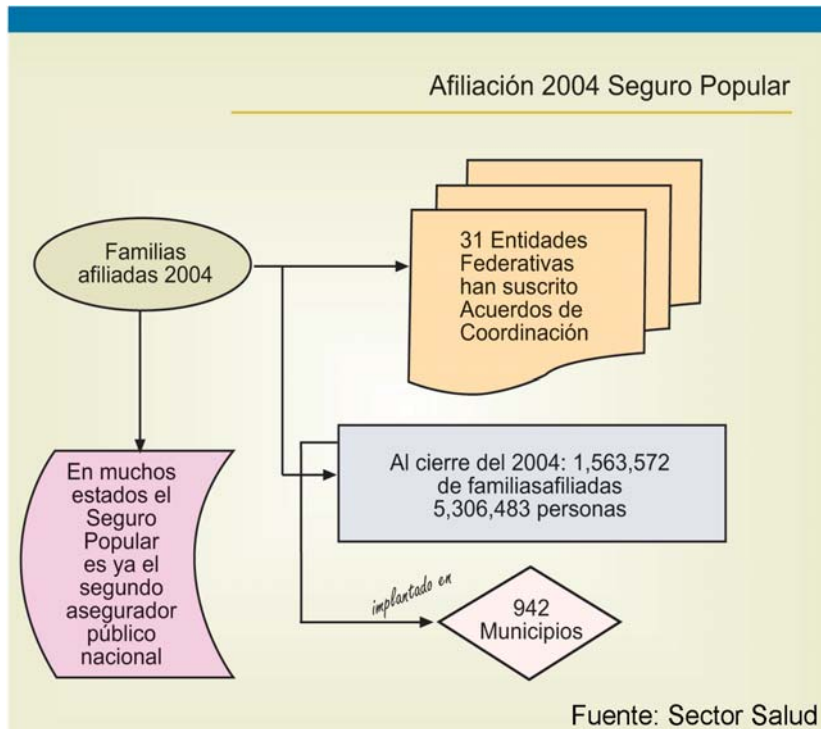 Afiliación 2004 Seguro Popular
Familias
afiliadas 2004
31 Entidades
Federativas
han suscrito
Acuerdos de
Coordinación
En muchos
estados el
Seguro
Popular
es ya el
segundo
asegurador
público
nacional
Al cierre del 2004: 1,563,572
de familiasafiliadas
5,306,483 personas
implantado en
942
Municipios
Fuente: Sector Salud